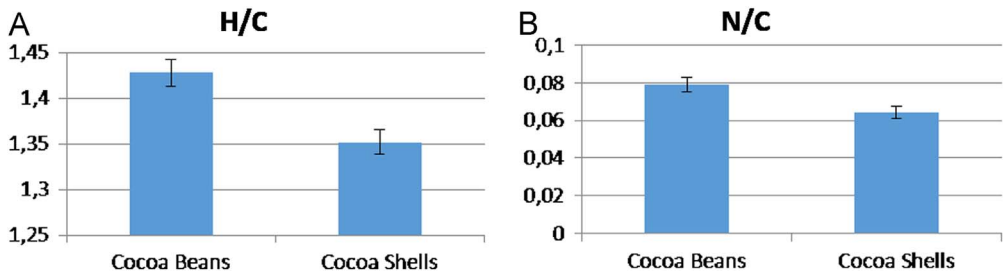 A
H/C
1,45
1,4
1,35
1,3
1,25
Cocoa Beans
Cocoa Shells
B
N/C
0,1
0,08
0,06
0,04
0,02
0
Cocoa Beans
Cocoa Shells